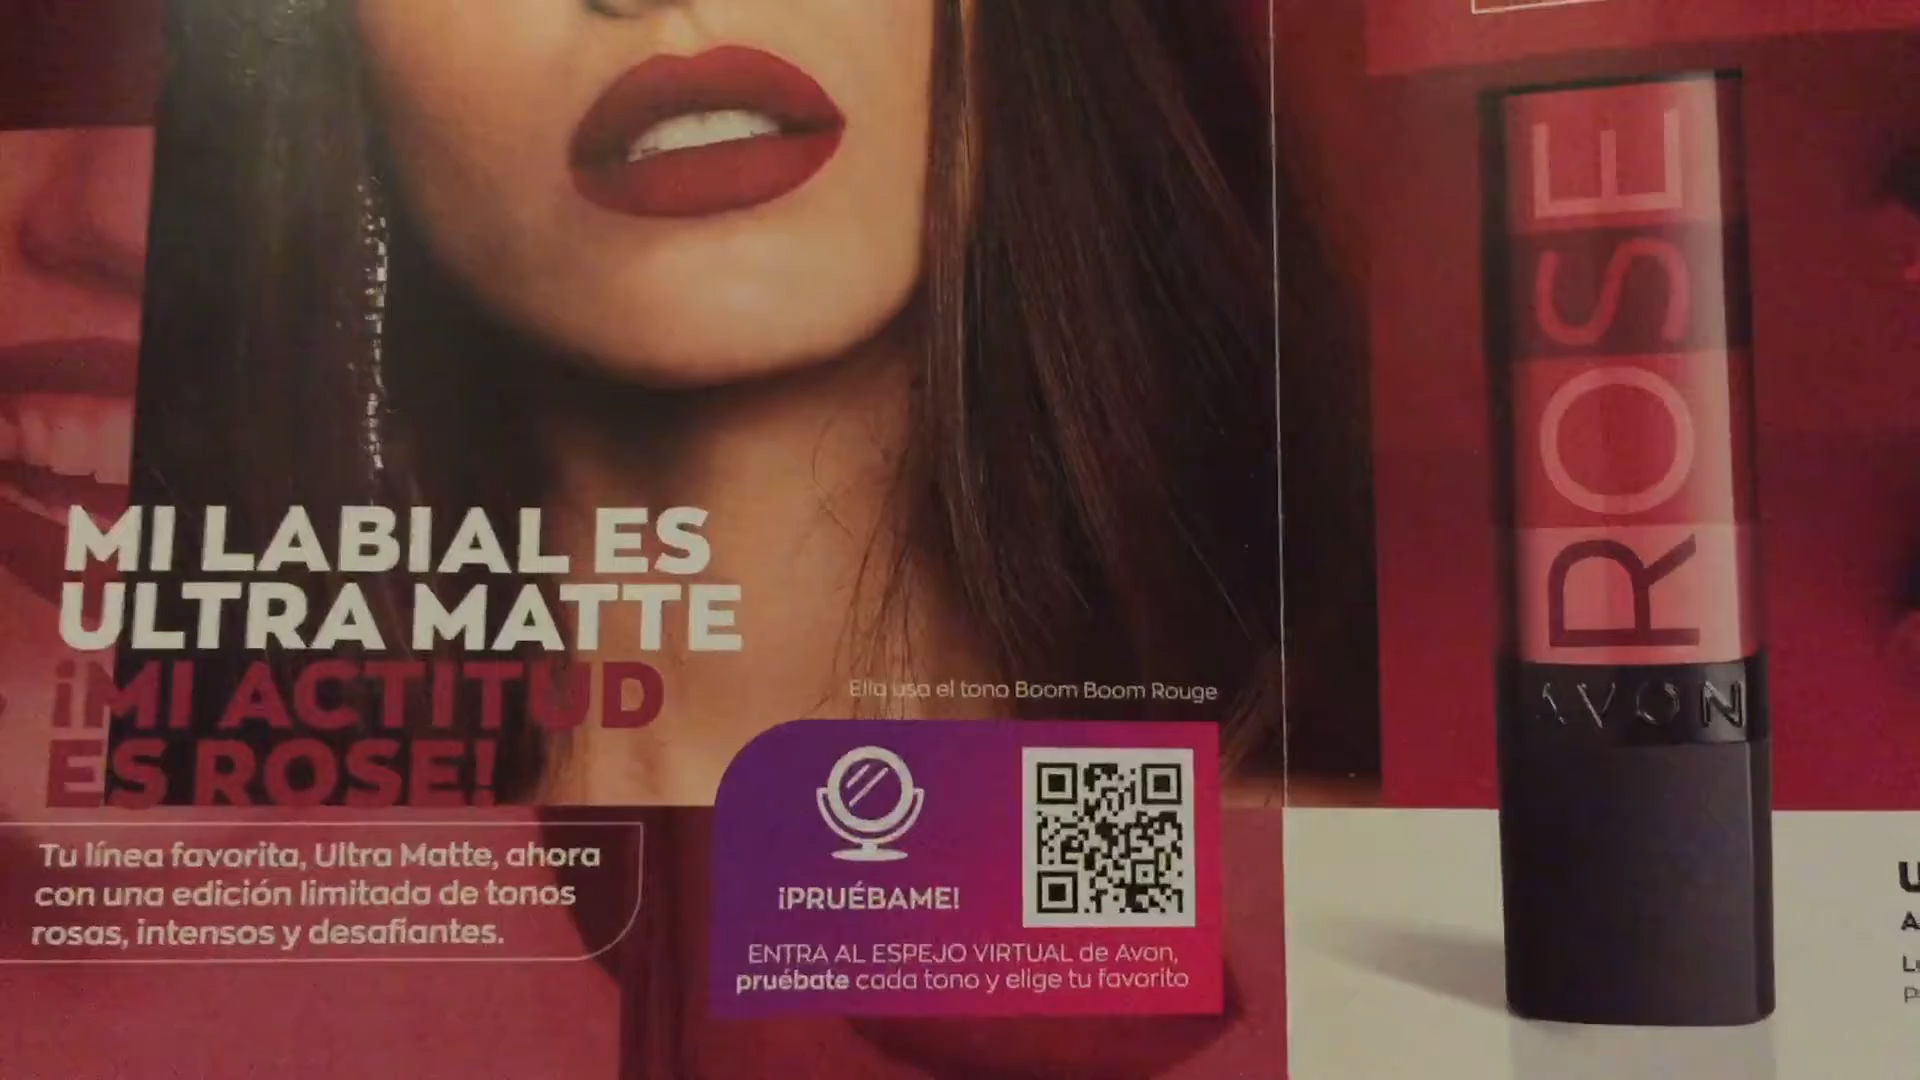 MI LABIAL ES
ULTRA MATTE
¡MI ACTITUD
ES ROSE!
Tu línea favorita, Ultra Matte, ahora
con una edición limitada de tonos
rosas, intensos y desafiantes.
Ella usa el tono Boom Boom Rouge
¡PRUÉBAME!
ENTRA AL ESPEJO VIRTUAL de Avon,
pruébate cada tono y elige tu favorito
ROSE
AVON